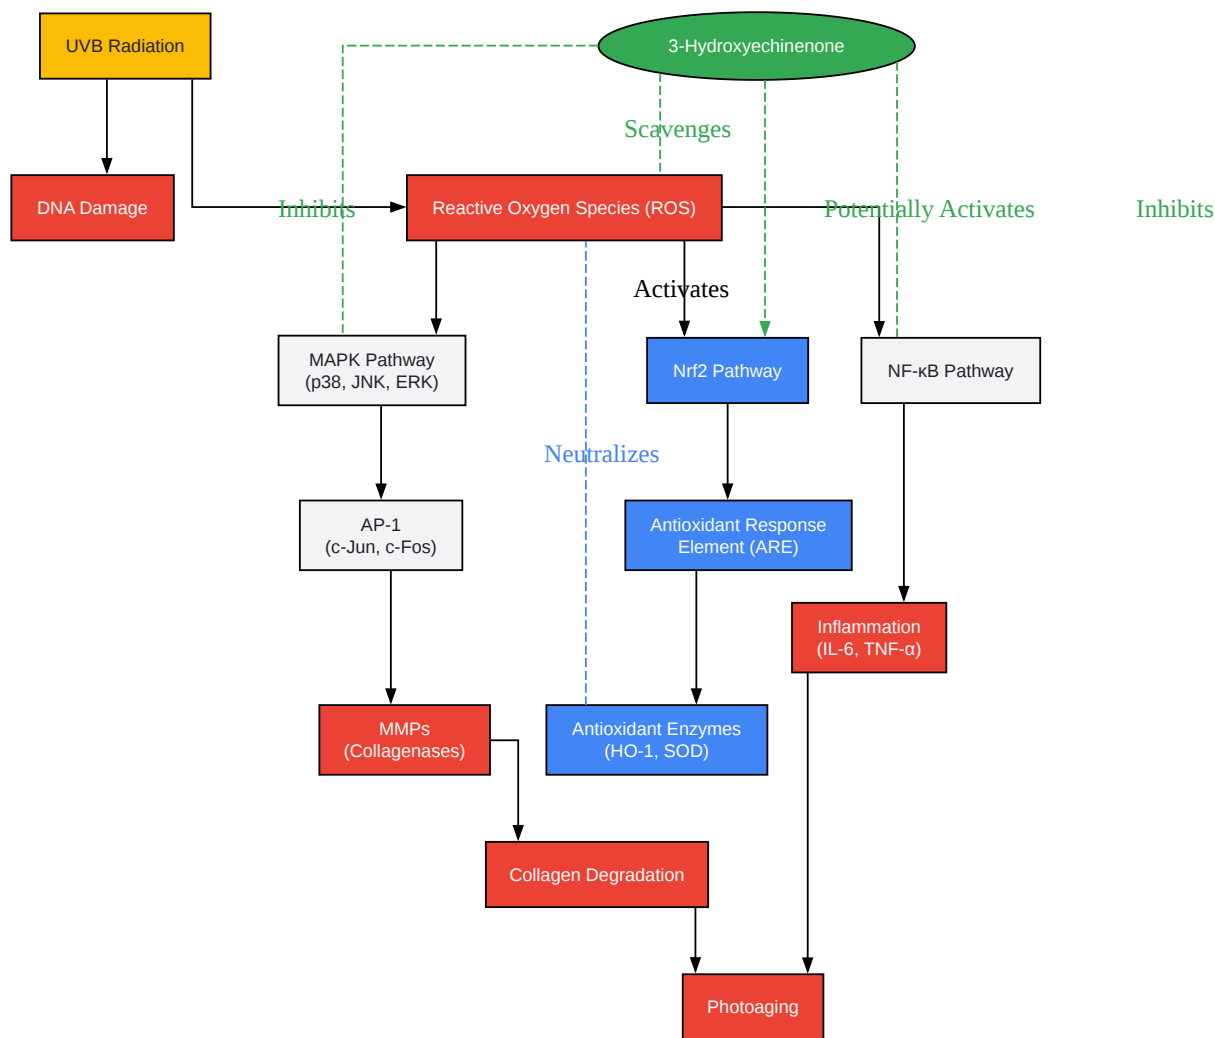 UVB Radiation
3-Hydroxyechinenone
Scavenges
DNA Damage
Inhibits
Reactive Oxygen Species (ROS)
Potentially Activates
Inhibits
Activates
MAPK Pathway
(p38, JNK, ERK)
Nrf2 Pathway
NF-κB Pathway
Neutralizes
AP-1
(c-Jun, c-Fos)
Antioxidant Response
Element (ARE)
Inflammation
(IL-6, TNF-α)
MMPs
(Collagenases)
Antioxidant Enzymes
(HO-1, SOD)
Collagen Degradation
Photoaging